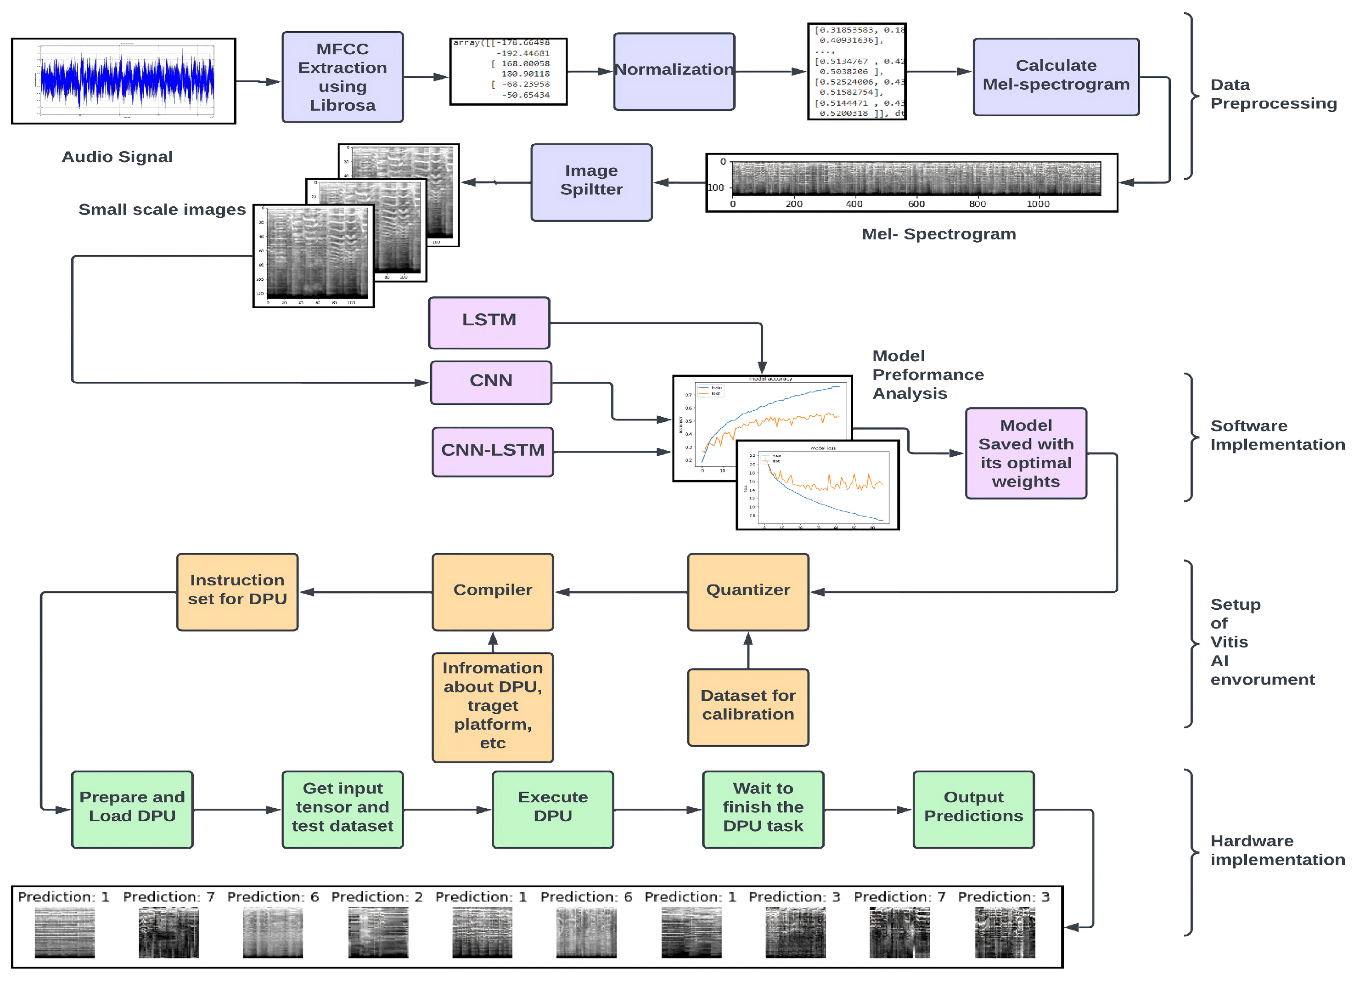 MFCC
Extraction
using
Librosa
array([[-178.66498
-192.44681
[ 168.00058
180.90118
[ -68.23958
-50.65434
Normalization
[0.31853583, 0.18
0.40931636],
...,
[0.5134767 , 0.42
0.5038206 ],
[0.52524006, 0.43
0.51582754],
[0.5144471 , 0.43
0.5200318 ]], dt
Calculate
Mel-spectrogram
Data
Preprocessing
Audio Signal
Small scale images
Image
Spiltter
0
100
0 200 400 600 800 1000
Mel- Spectrogram
LSTM
CNN
CNN-LSTM
model accuracy
model loss
Model
Preformance
Analysis
Model
Saved with
its optimal
weights
Software
Implementation
Instruction
set for DPU
Compiler
Quantizer
Infromation
about DPU,
traget
platform,
etc
Dataset for
calibration
Setup
of
Vitis
AI
envorument
Prepare and
Load DPU
Get input
tensor and
test dataset
Execute
DPU
Wait to
finish the
DPU task
Output
Predictions
Hardware
implementation
Prediction: 1 Prediction: 7 Prediction: 6 Prediction: 2 Prediction: 1 Prediction: 6 Prediction: 1 Prediction: 3 Prediction: 7 Prediction: 3